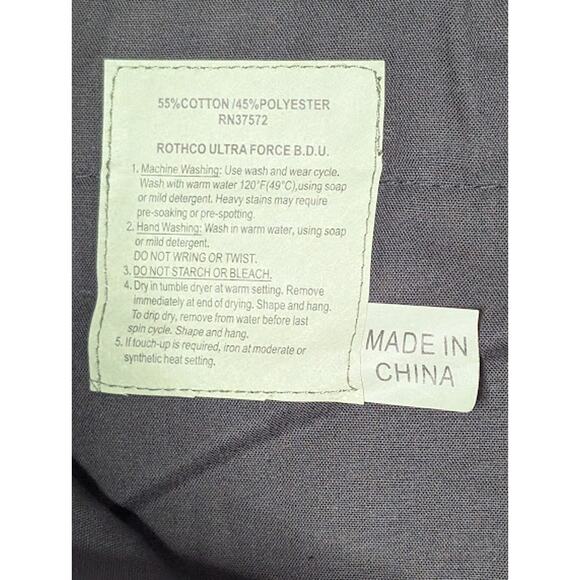 55%COTTON/45%POLYESTER
RN37572
ROTHCO ULTRA FORCE B.D.U.
1. Machine Washing: Use wash and wear cycle.
Wash with warm water 120°F(49°C),using soap
or mild detergent. Heavy stains may require
pre-soaking or pre-spotting.
2. Hand Washing: Wash in warm water, using soap
or mild detergent.
DO NOT WRING OR TWIST.
3. DO NOT STARCH OR BLEACH.
4. Dry in tumble dryer at warm setting. Remove
immediately at end of drying. Shape and hang.
To drip dry, remove from water before last
spin cycle. Shape and hang.
5. If touch-up is required, iron at moderate or
synthetic heat setting.
MADE IN
CHINA